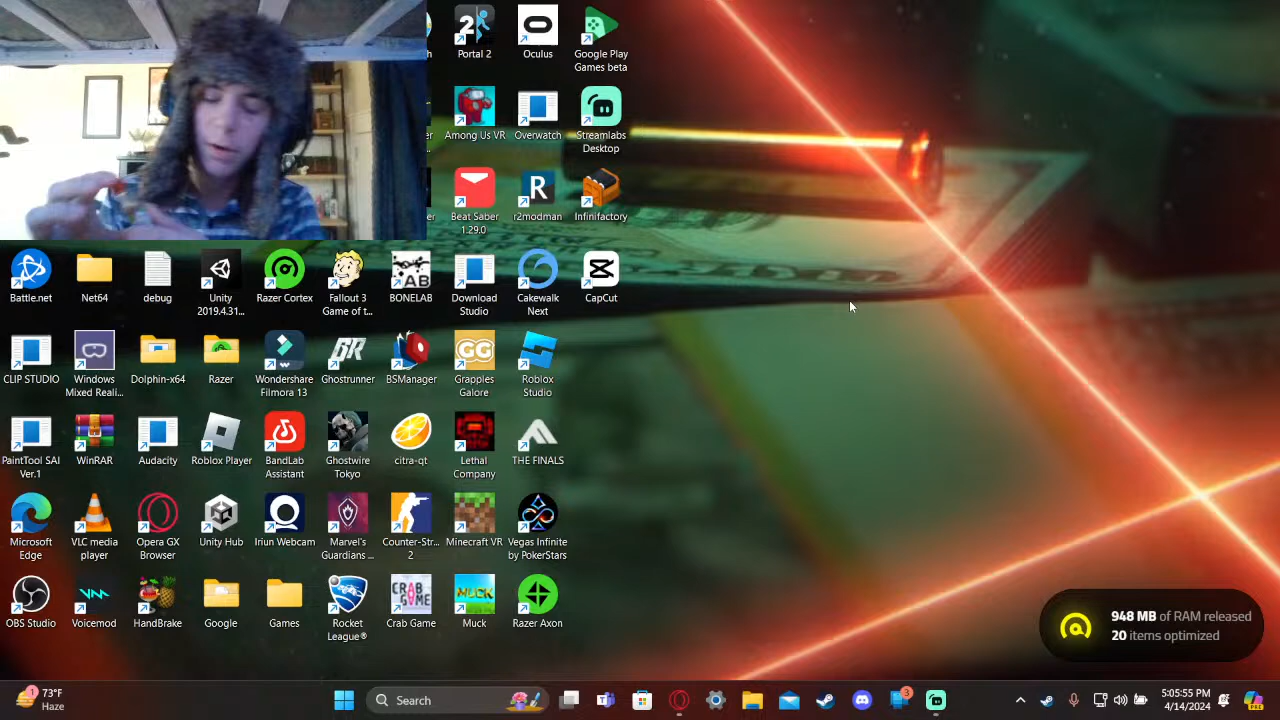 Portal 2
Oculus
Google Play
Games beta
Among Us VR
Overwatch
Streamlabs
Desktop
Beat Saber
1.29.0
r2modman
Infinifactory
Battle.net
Net64
debug
Unity
2019.4.31...
Razer Cortex
Fallout 3
Game of t...
BONELAB
Download
Studio
Cakewalk
Next
CapCut
CLIP STUDIO
Windows
Mixed Reali...
Dolphin-x64
Razer
Wondershare
Filmora 13
Ghostrunner
BSManager
Grapples
Galore
Roblox
Studio
PaintTool SAI
Ver.1
WinRAR
Audacity
Roblox Player
BandLab
Assistant
Ghostwire
Tokyo
citra-qt
Lethal
Company
THE FINALS
Microsoft
Edge
VLC media
player
Opera GX
Browser
Unity Hub
Iriun Webcam
Marvel's
Guardians ...
Counter-Str...
2
Minecraft VR
Vegas Infinite
by PokerStars
OBS Studio
Voicemod
HandBrake
Google
Games
Rocket
League®
Crab Game
Muck
Razer Axon
948 MB of RAM released
20 items optimized
1
73°F
Haze
Search
3
5:05:55 PM
4/14/2024